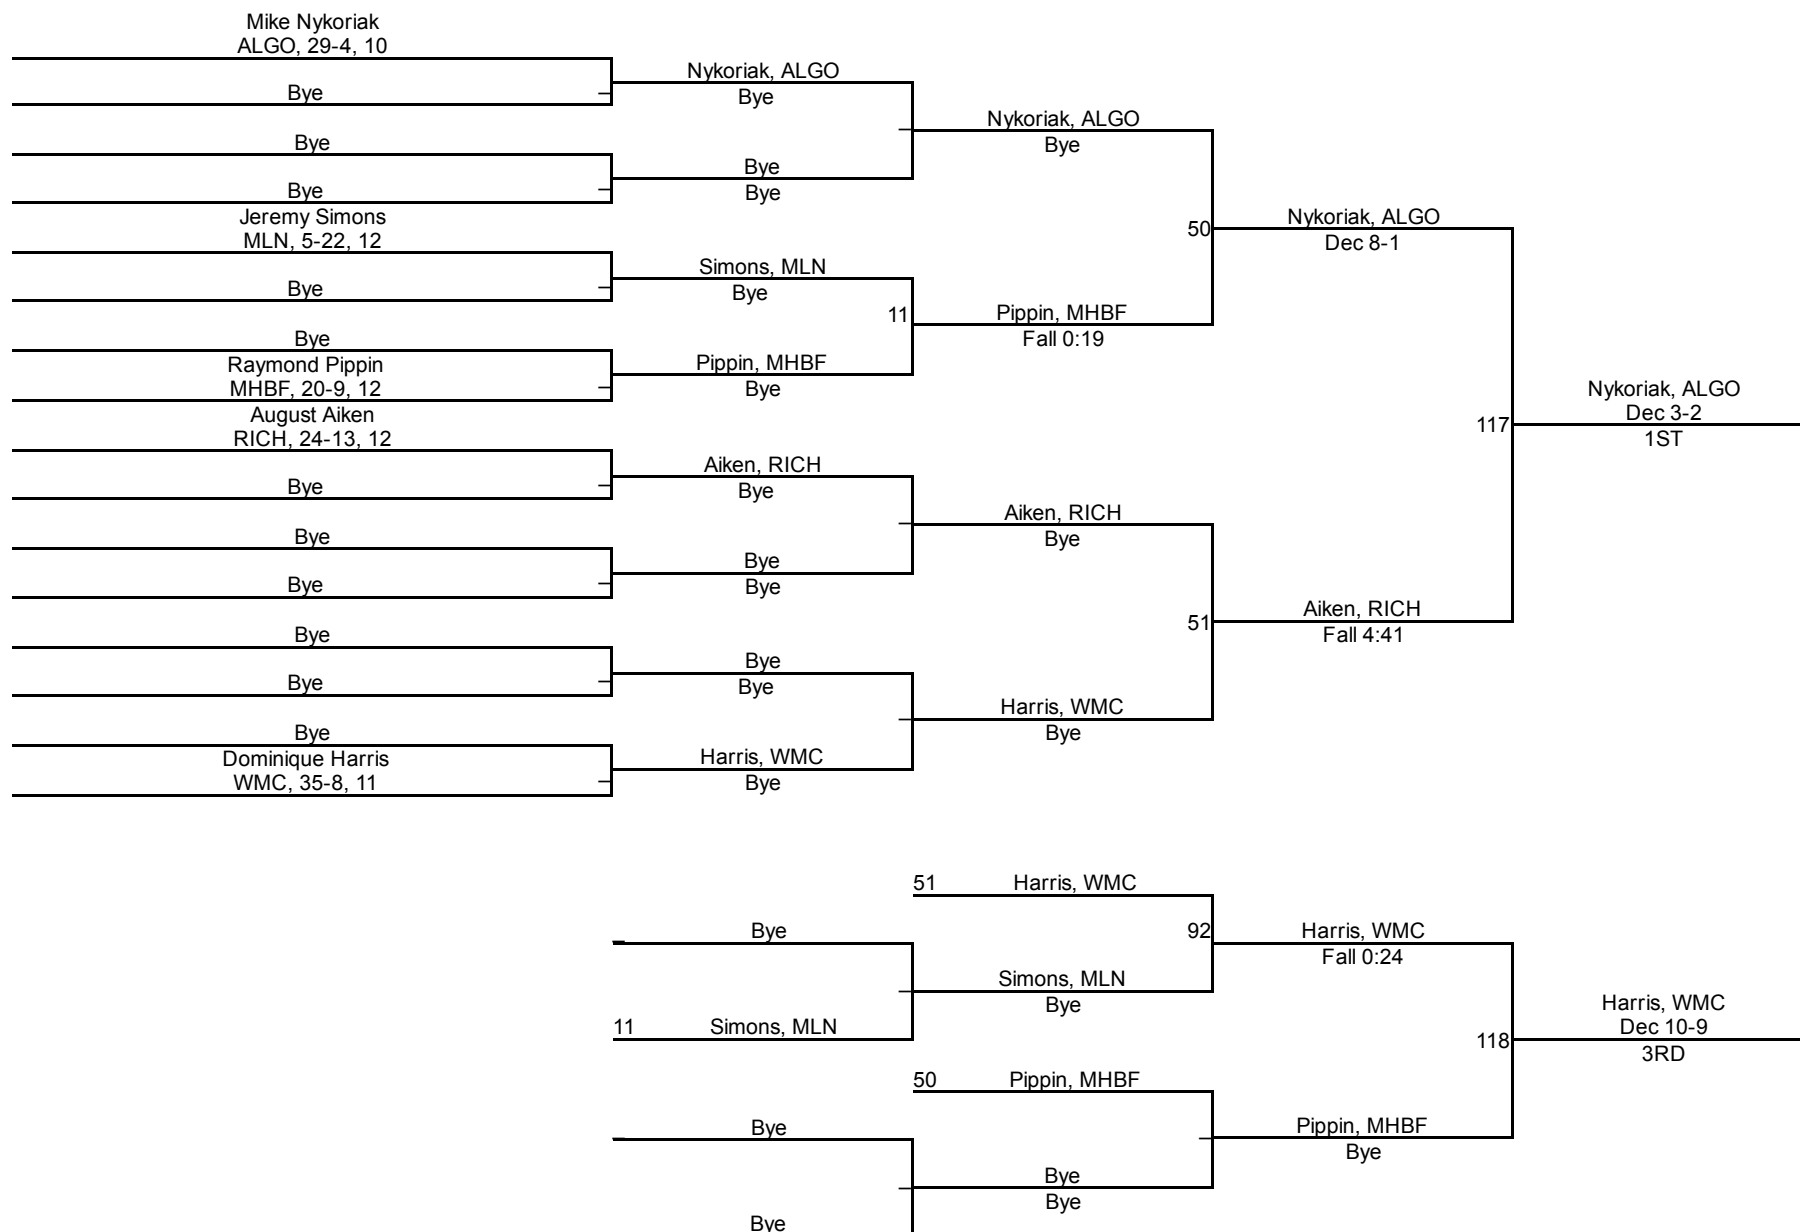 Mike Nykoriak
ALGO, 29-4, 10
Bye
Bye
Bye
Jeremy Simons
MLN, 5-22, 12
Bye
Bye
Raymond Pippin
MHBF, 20-9, 12
August Aiken
RICH, 24-13, 12
Bye
Bye
Bye
Bye
Bye
Bye
Dominique Harris
WMC, 35-8, 11
Nykoriak, ALGO
Bye
Bye
Bye
Simons, MLN
Bye
11
Pippin, MHBF
Bye
Aiken, RICH
Bye
Bye
Bye
Bye
Bye
Harris, WMC
Bye
Nykoriak, ALGO
Bye
50
Pippin, MHBF
Fall 0:19
Aiken, RICH
Bye
51
Harris, WMC
Bye
Nykoriak, ALGO
Dec 8-1
117
Aiken, RICH
Fall 4:41
Nykoriak, ALGO
Dec 3-2
1ST
51 Harris, WMC
Bye
92
Simons, MLN
Bye
11 Simons, MLN
Harris, WMC
Fall 0:24
50 Pippin, MHBF
Bye
Bye
Bye
Bye
Pippin, MHBF
Bye
118
Harris, WMC
Dec 10-9
3RD